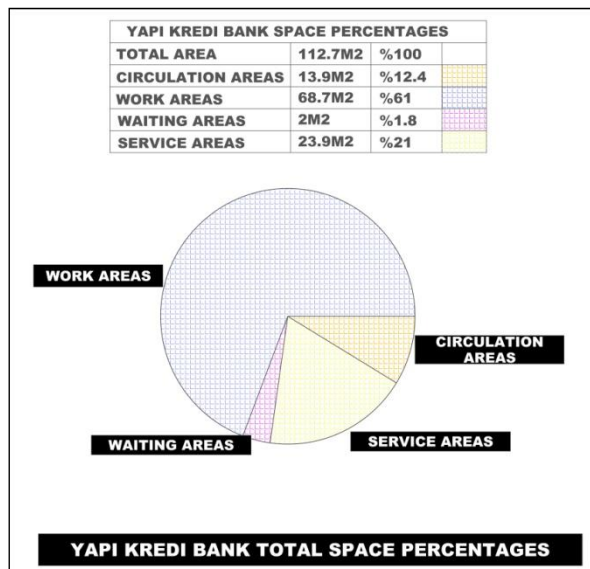 YAPI KREDI BANK SPACE PERCENTAGES
TOTAL AREA 112.7M2 %100
CIRCULATION AREAS 13.9M2 %12.4
WORK AREAS 68.7M2 %61
WAITING AREAS 2M2 %1.8
SERVICE AREAS 23.9M2 %21
WORK AREAS
CIRCULATION
AREAS
WAITING AREAS
SERVICE AREAS
YAPI KREDI BANK TOTAL SPACE PERCENTAGES